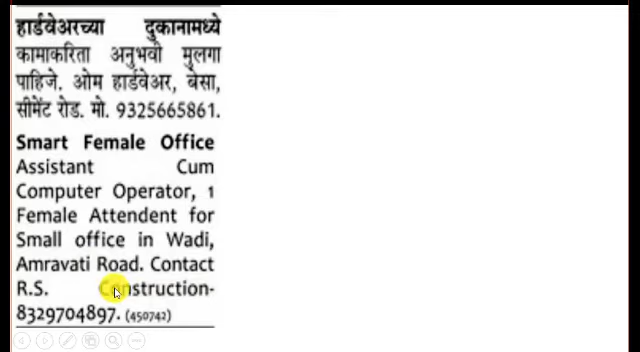 हार्डवेअरच्या दुकानामध्ये
कामाकरिता अनुभवी मुलगा
पाहिजे. ओम हार्डवेअर, बेसा,
सीमेंट रोड. मो. 9325665861.
Smart Female Office
Assistant Cum
Computer Operator, 1
Female Attendent for
Small office in Wadi,
Amravati Road. Contact
R.S. Construction-
8329704897. (450742)